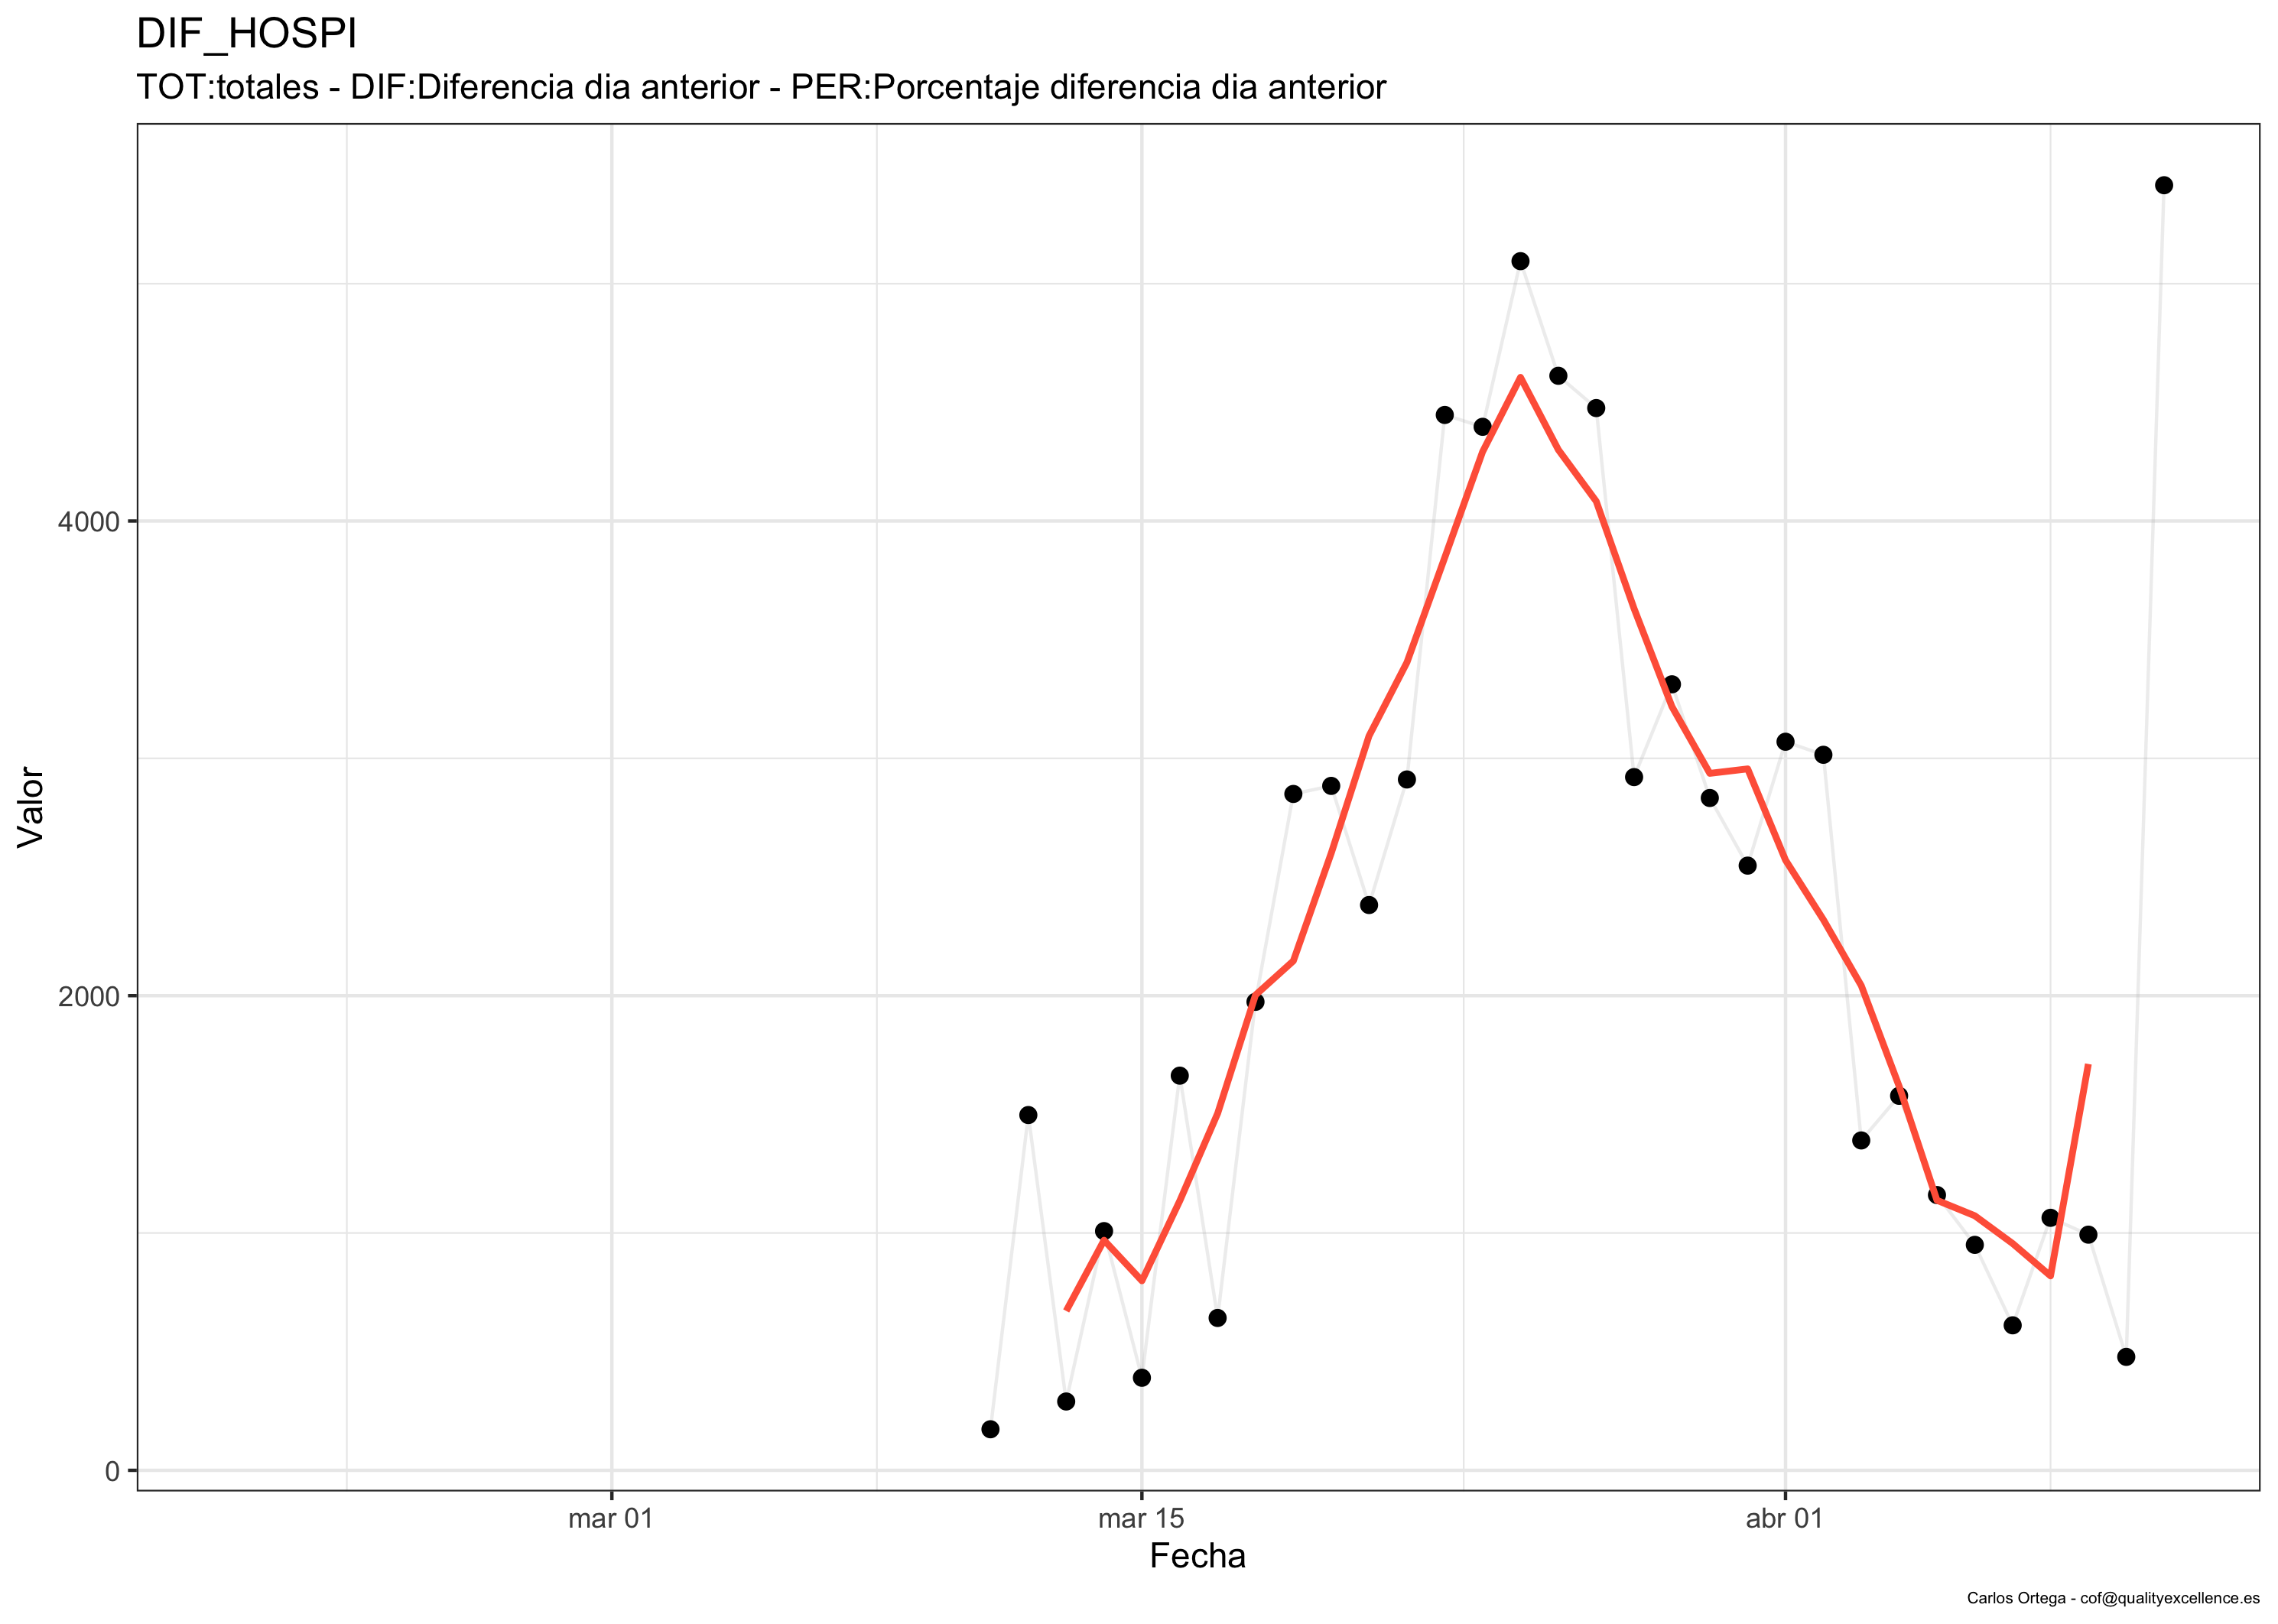 DIF_HOSPI
TOT:totales - DIF:Diferencia dia anterior - PER:Porcentaje diferencia dia anterior
Valor
4000
2000
0
mar 01
mar 15
abr 01
Fecha
Carlos Ortega - cof@qualityexcellence.es